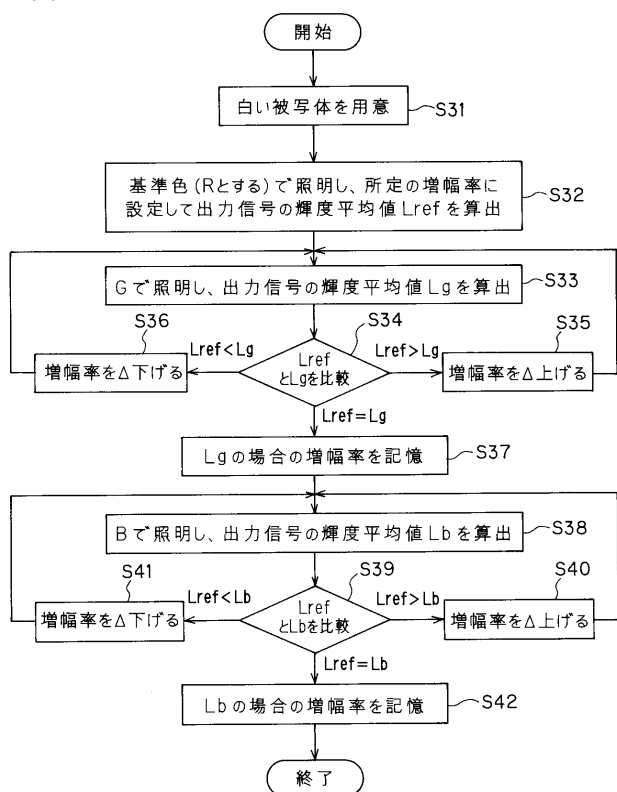 開始
白い被写体を用意
S31
基準色(Rとする)で照明し、所定の増幅率に
設定して出力信号の輝度平均値Lrefを算出
S32
Gで照明し、出力信号の輝度平均値Lgを算出
S33
S36
S34
S35
Lref<Lg
Lref>Lg
増幅率をΔ下げる
Lref
とLgを比較
増幅率をΔ上げる
Lref=Lg
Lgの場合の増幅率を記憶
S37
Bで照明し、出力信号の輝度平均値Lbを算出
S38
S41
S39
S40
Lref<Lb
Lref>Lb
増幅率をΔ下げる
Lref
とLbを比較
増幅率をΔ上げる
Lref=Lb
Lbの場合の増幅率を記憶
S42
終了